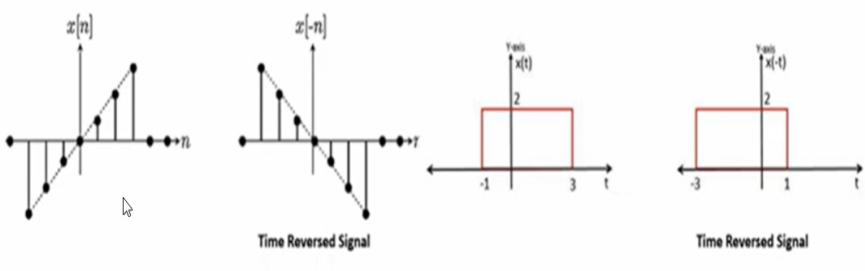 x[n]
n
x[-n]
r
Time Reversed Signal
Y-axis
x(t)
2
-1
3
t
Y-axis
x(-t)
2
-3
1
t
Time Reversed Signal